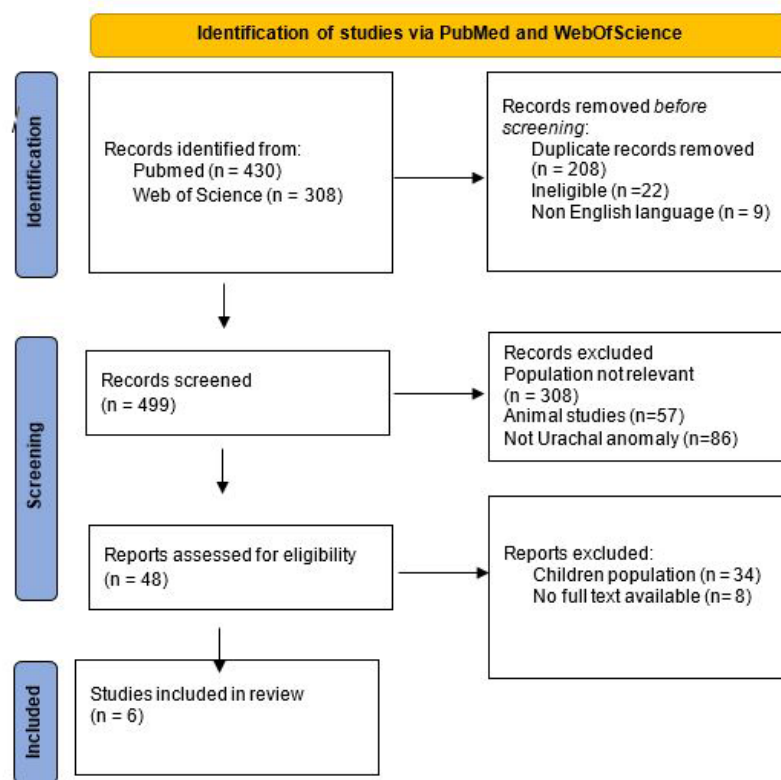 Identification of studies via PubMed and WebOfScience
Identification
Records identified from:
Pubmed (n = 430)
Web of Science (n = 308)
Records removed before
screening:
Duplicate records removed
(n = 208)
Ineligible (n =22)
Non English language (n = 9)
Screening
Records screened
(n = 499)
Records excluded
Population not relevant
(n = 308)
Animal studies (n=57)
Not Urachal anomaly (n=86)
Reports assessed for eligibility
(n = 48)
Reports excluded:
Children population (n = 34)
No full text available (n= 8)
Included
Studies included in review
(n = 6)